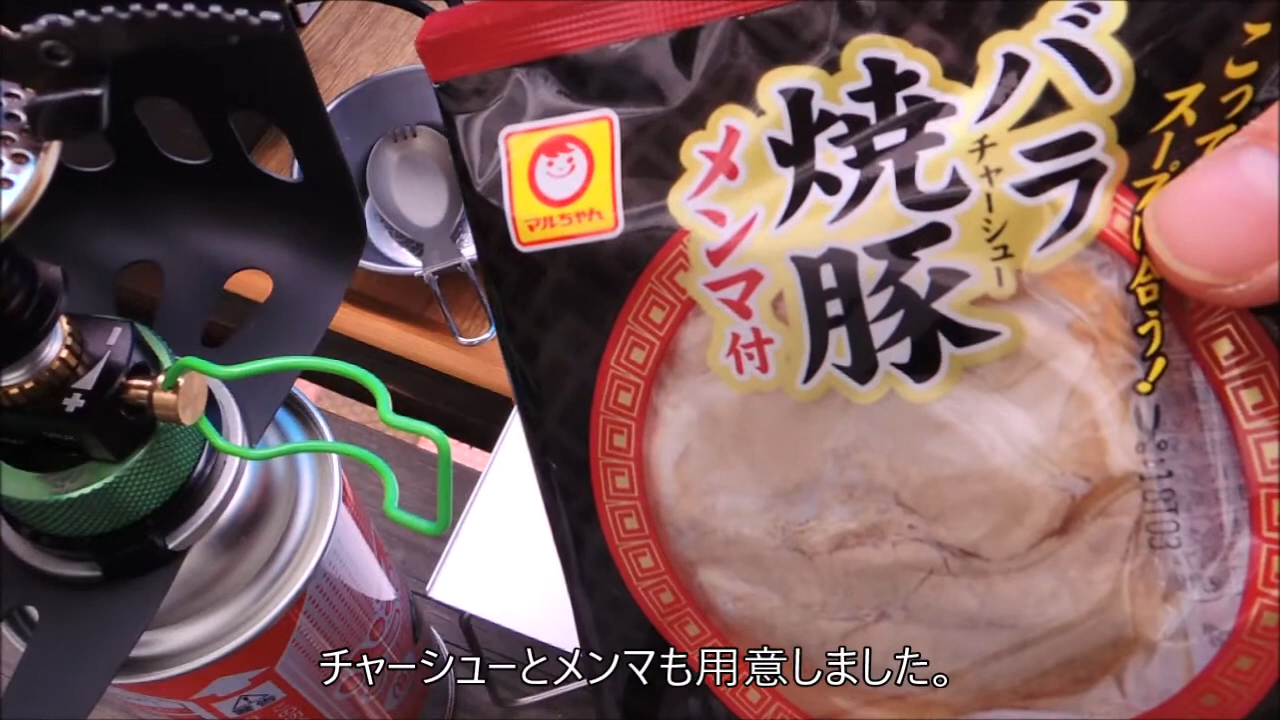 こって
スープに合う!
バラ
チャーシュー
焼豚
メンマ付
マルちゃん
チャーシューとメンマも用意しました。